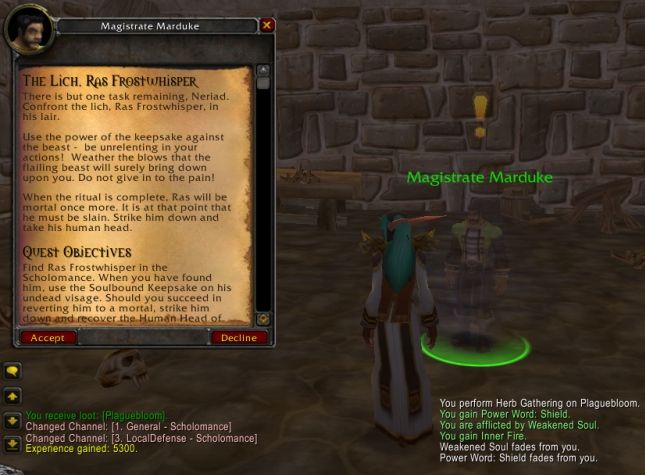 Magistrate Marduke
The Lich, Ras Frostwhisper
There is but one task remaining, Neriad.
Confront the lich, Ras Frostwhisper, in
his lair.
Use the power of the keepsake against
the beast - be unrelenting in your
actions! Weather the blows that the
flailing beast will surely bring down
upon you. Do not give in to the pain!
When the ritual is complete, Ras will be
mortal once more. It is at that point that
he must be slain. Strike him down and
take his human head.
Quest Objectives
Find Ras Frostwhisper in the
Scholomance. When you have found
him, use the Soulbound Keepsake on his
undead visage. Should you succeed in
reverting him to a mortal, strike him
down and recover the Human Head of
Accept
Decline
Magistrate Marduke
You receive loot: [Plaguebloom].
Changed Channel: [1. General - Scholomance]
Changed Channel: [3. LocalDefense - Scholomance]
Experience gained: 5300.
You perform Herb Gathering on Plaguebloom.
You gain Power Word: Shield.
You are afflicted by Weakened Soul.
You gain Inner Fire.
Weakened Soul fades from you.
Power Word: Shield fades from you.